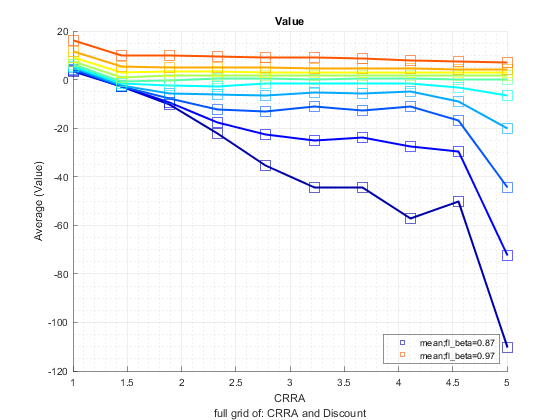 Value
20
0
-20
-40
-60
-80
-100
-120
Average (Value)
1
1.5
2
2.5
3
3.5
4
4.5
5
CRRA
full grid of: CRRA and Discount
mean;fl_beta=0.87
mean;fl_beta=0.97